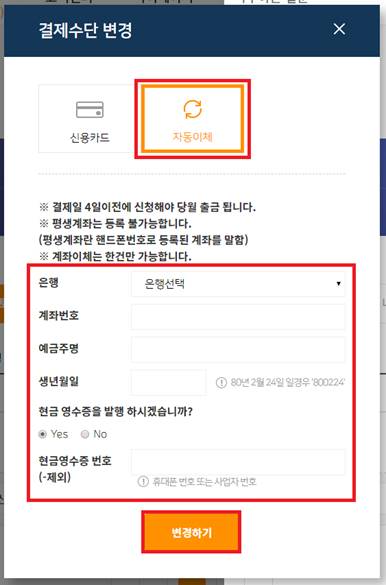 결제수단 변경
신용카드
자동이체
※ 결제일 4일이전에 신청해야 당월 출금 됩니다.
※ 평생계좌는 등록 불가능합니다.
(평생계좌란 핸드폰번호로 등록된 계좌를 말함)
※ 계좌이체는 한건만 가능합니다.
은행
은행선택
계좌번호
예금주명
생년월일
80년 2월 24일 일경우 '800224'
현금 영수증을 발행 하시겠습니까?
Yes No
현금영수증 번호
(-제외)
휴대폰 번호 또는 사업자 번호
변경하기